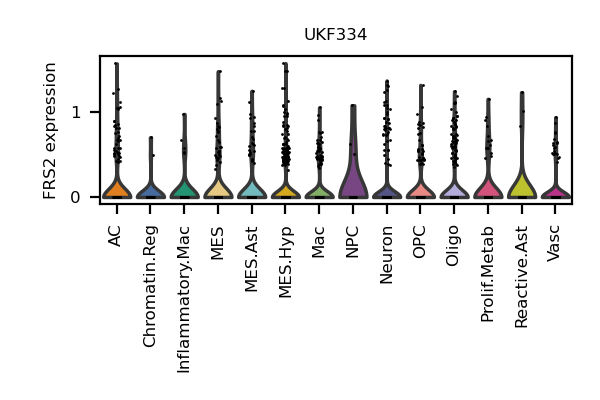 UKF334
FRS2 expression
1
0
AC
Chromatin.Reg
Inflammatory.Mac
MES
MES.Ast
MES.Hyp
Mac
NPC
Neuron
OPC
Oligo
Prolif.Metab
Reactive.Ast
Vasc